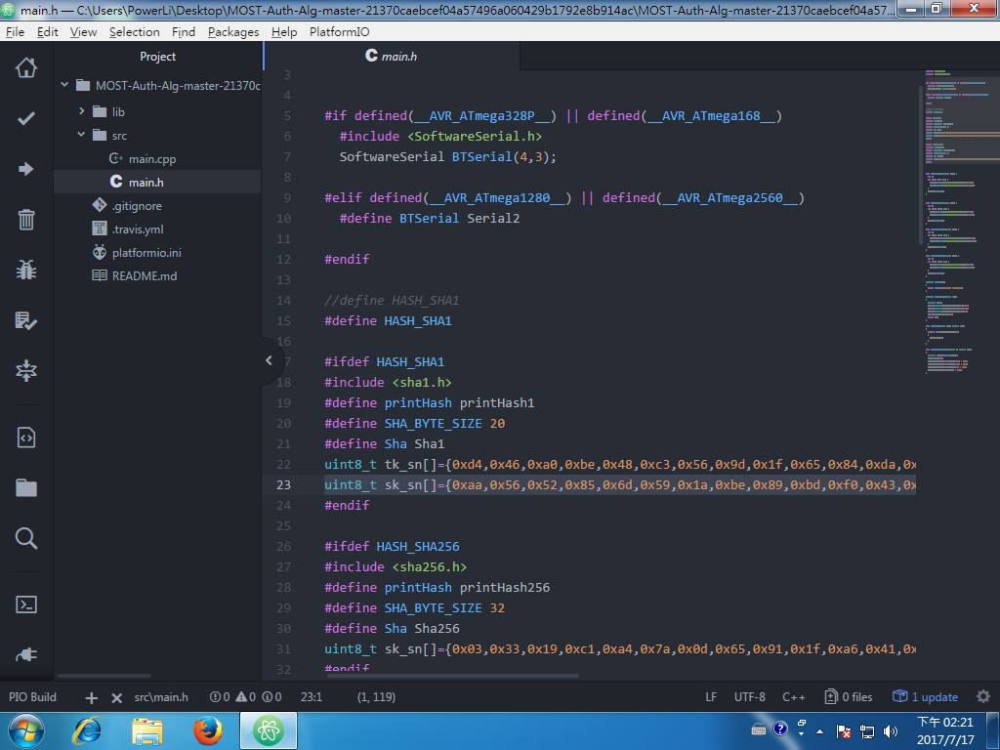 main.h — C:\Users\PowerLi\Desktop\MOST-Auth-Alg-master-21370caebcef04a57496a060429b1792e8b914ac\MOST-Auth-Alg-master-21370caebcef04a57...
File Edit View Selection Find Packages Help PlatformIO
Project
MOST-Auth-Alg-master-21370c
lib
src
main.cpp
main.h
.gitignore
.travis.yml
platformio.ini
README.md
main.h
3
4
5 #if defined(__AVR_ATmega328P__) || defined(__AVR_ATmega168__)
6 #include <SoftwareSerial.h>
7 SoftwareSerial BTSerial(4,3);
8
9 #elif defined(__AVR_ATmega1280__) || defined(__AVR_ATmega2560__)
10 #define BTSerial Serial2
11
12 #endif
13
14 //define HASH_SHA1
15 #define HASH_SHA1
16
17 #ifdef HASH_SHA1
18 #include <sha1.h>
19 #define printHash printHash1
20 #define SHA_BYTE_SIZE 20
21 #define Sha Sha1
22 uint8_t tk_sn[]={0xd4,0x46,0xa0,0xbe,0x48,0xc3,0x56,0x9d,0x1f,0x65,0x84,0xda,0x
23 uint8_t sk_sn[]={0xaa,0x56,0x52,0x85,0x6d,0x59,0x1a,0xbe,0x89,0xbd,0xf0,0x43,0x
24 #endif
25
26 #ifdef HASH_SHA256
27 #include <sha256.h>
28 #define printHash printHash256
29 #define SHA_BYTE_SIZE 32
30 #define Sha Sha256
31 uint8_t sk_sn[]={0x03,0x33,0x19,0xc1,0xa4,0x7a,0x0d,0x65,0x91,0x1f,0xa6,0x41,0x
32 #endif
PIO Build src\main.h 0 0 0 23:1 (1, 119) LF UTF-8 C++ 0 files 1 update
下午 02:21
2017/7/17